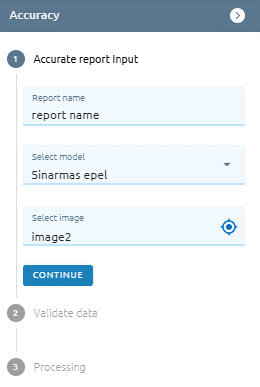 Accuracy
1 Accurate report Input
Report name
report name
Select model
Sinarmas epel
Select image
image2
CONTINUE
2 Validate data
3 Processing